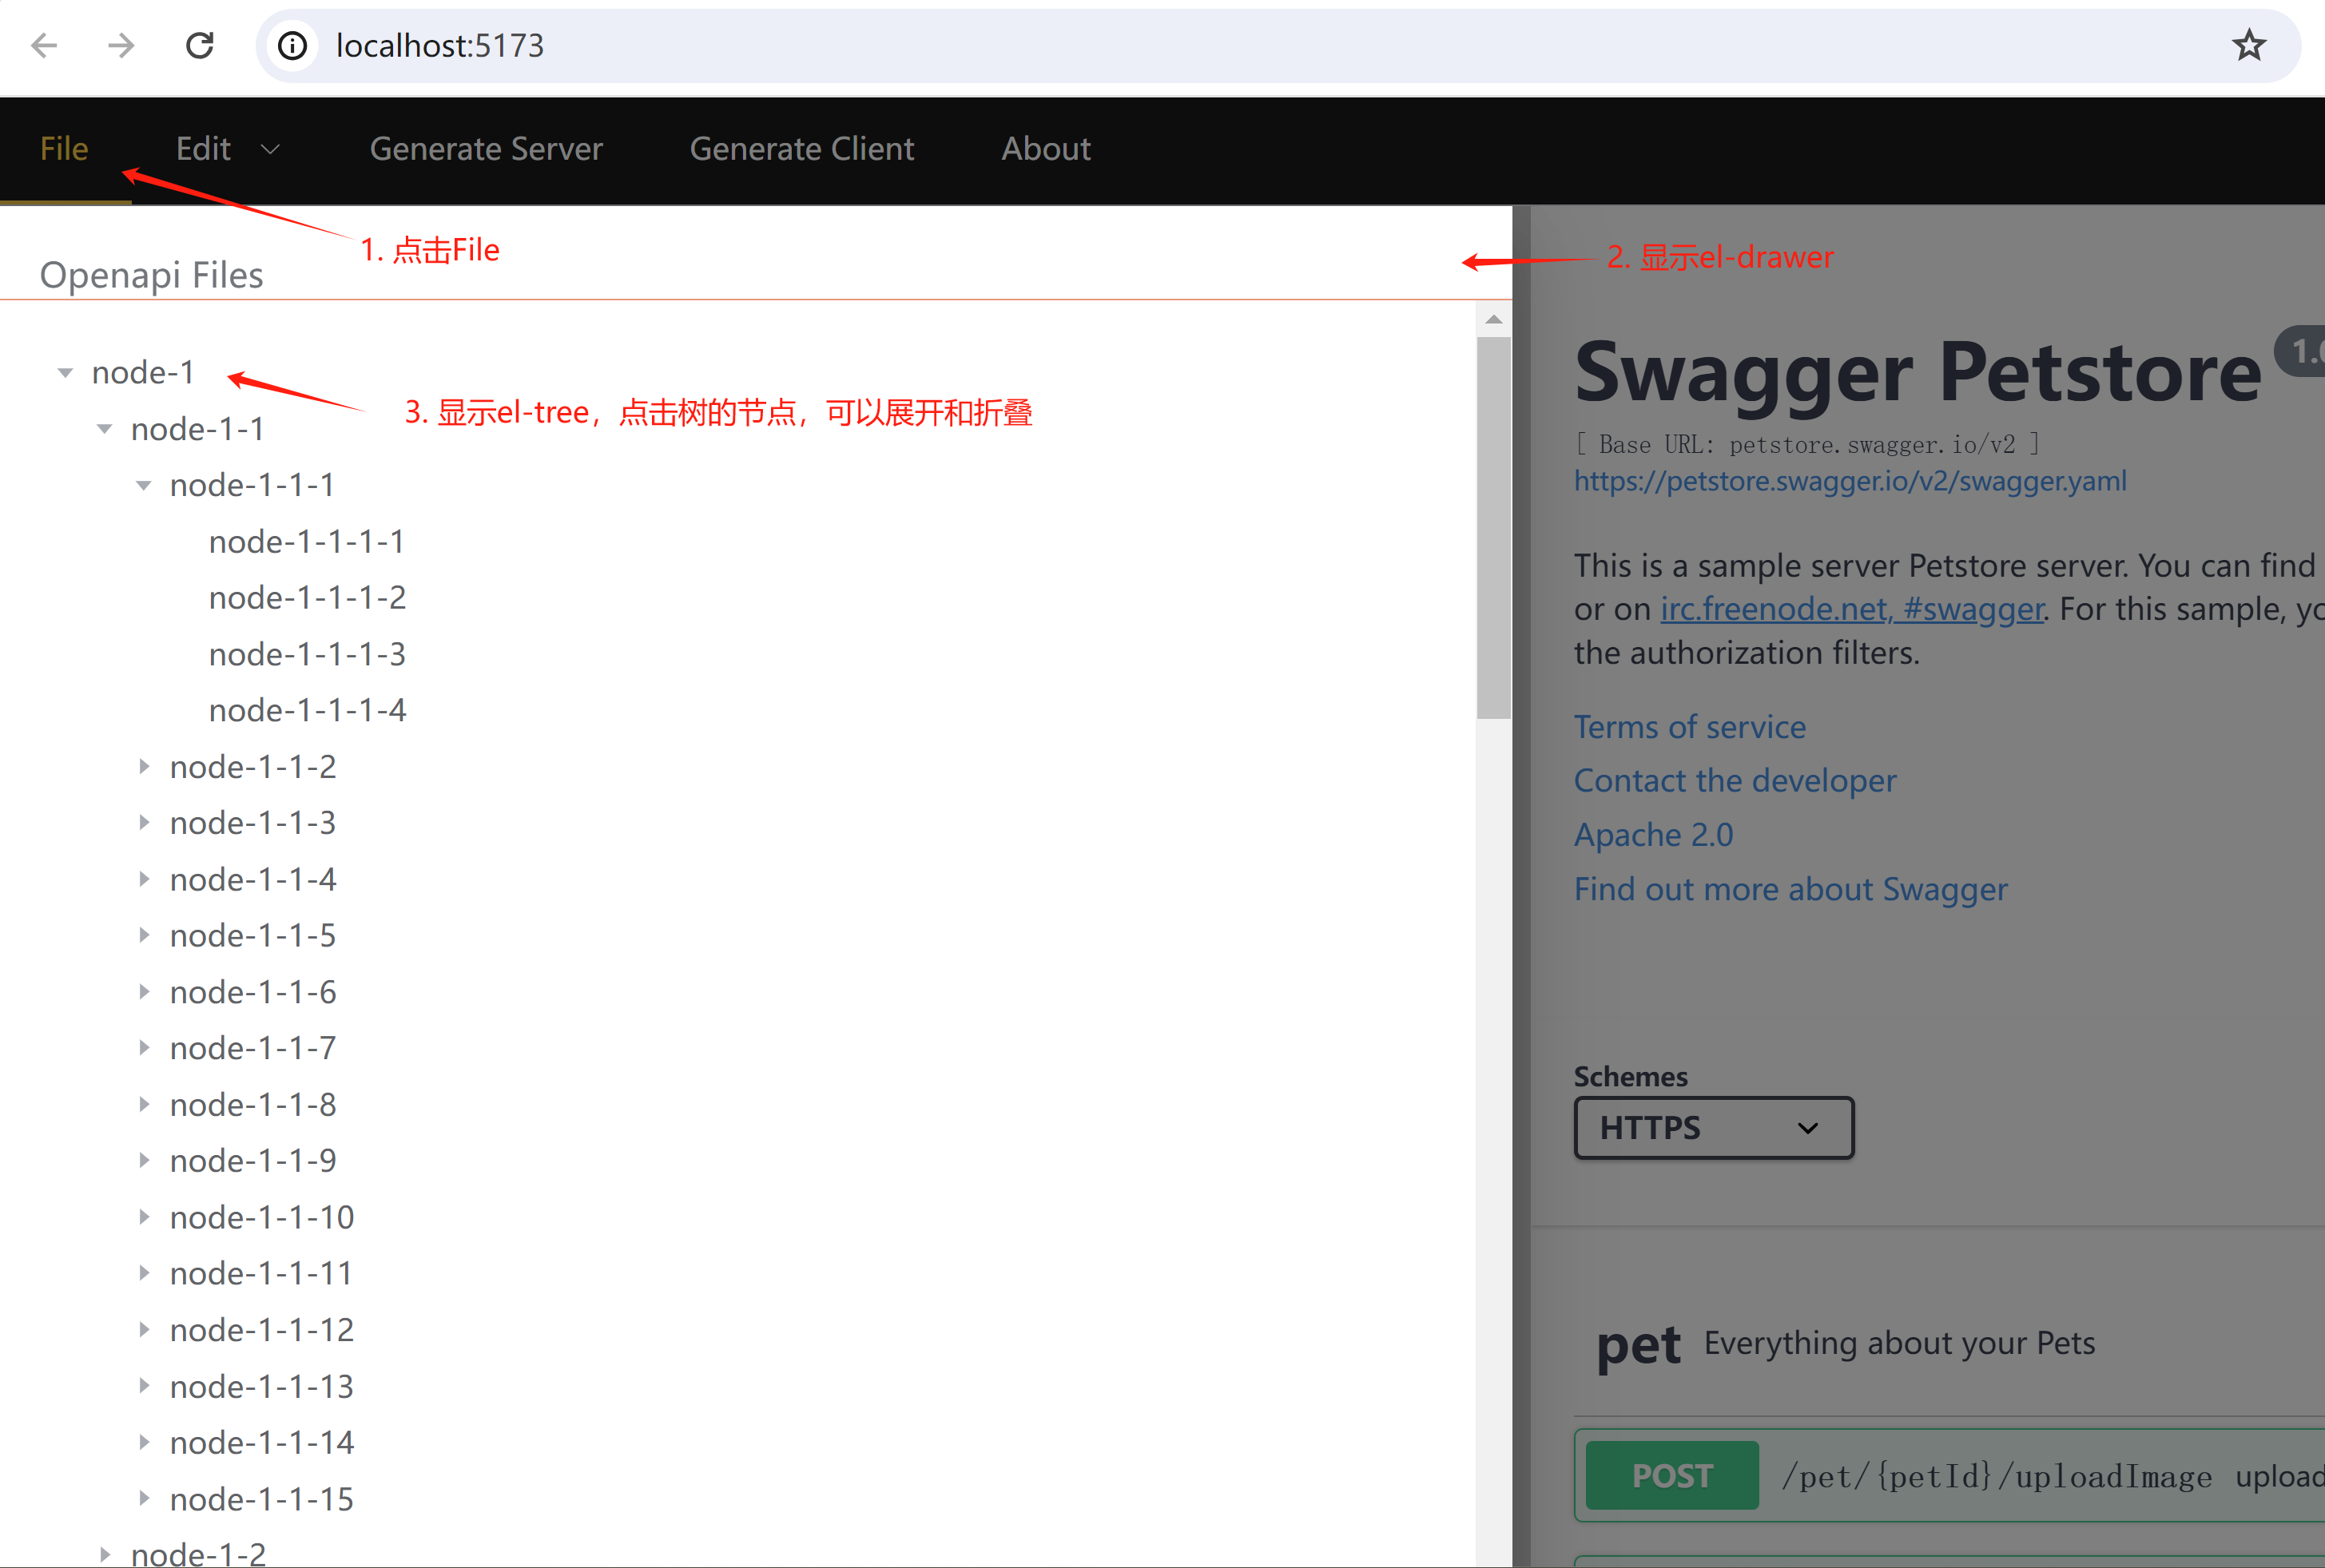 localhost:5173
File Edit Generate Server Generate Client About
1. 点击File
2. 显示el-drawer
Openapi Files
node-1
3. 显示el-tree，点击树的节点，可以展开和折叠
node-1-1
node-1-1-1
node-1-1-1-1
node-1-1-1-2
node-1-1-1-3
node-1-1-1-4
node-1-1-2
node-1-1-3
node-1-1-4
node-1-1-5
node-1-1-6
node-1-1-7
node-1-1-8
node-1-1-9
node-1-1-10
node-1-1-11
node-1-1-12
node-1-1-13
node-1-1-14
node-1-1-15
node-1-2
Swagger Petstore
[ Base URL: petstore.swagger.io/v2 ]
https://petstore.swagger.io/v2/swagger.yaml
This is a sample server Petstore server. You can find
or on irc.freenode.net, #swagger. For this sample,
the authorization filters.
Terms of service
Contact the developer
Apache 2.0
Find out more about Swagger
Schemes
HTTPS
pet Everything about your Pets
POST /pet/{petId}/uploadImage upload